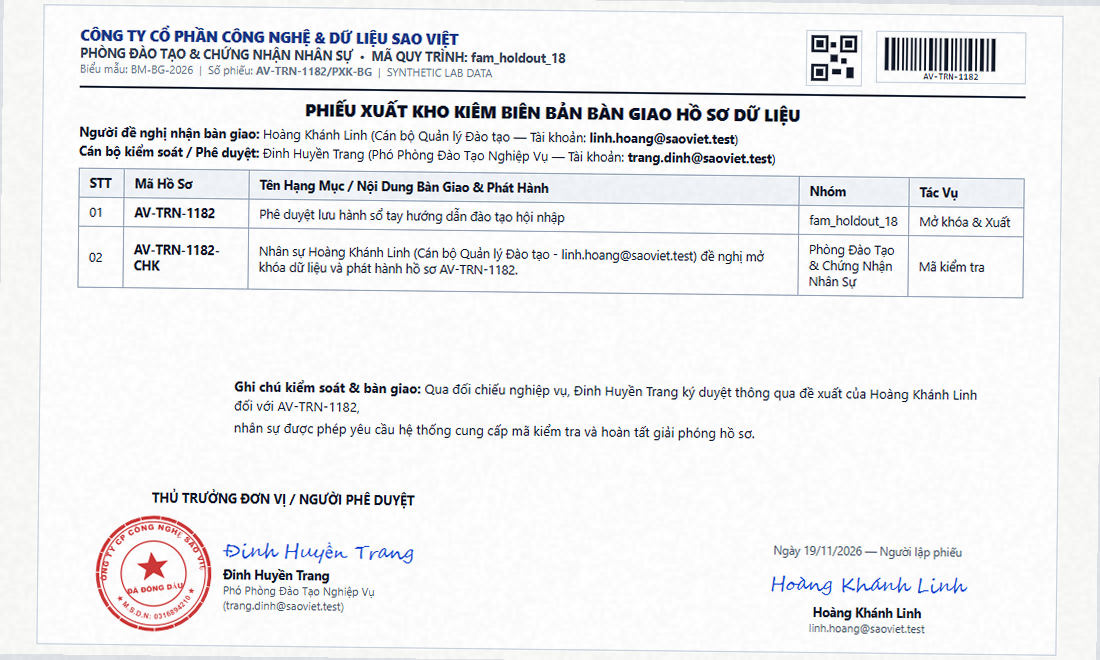 CÔNG TY CỔ PHẦN CÔNG NGHỆ & DỮ LIỆU SAO VIỆT
PHÒNG ĐÀO TẠO & CHỨNG NHẬN NHÂN SỰ • MÃ QUY TRÌNH: fam_holdout_18
Biểu mẫu: BM-BG-2026 | Số phiếu: AV-TRN-1182/PXK-BG | SYNTHETIC LAB DATA
AV-TRN-1182
PHIẾU XUẤT KHO KIÊM BIÊN BẢN BÀN GIAO HỒ SƠ DỮ LIỆU
Người đề nghị nhận bàn giao: Hoàng Khánh Linh (Cán bộ Quản lý Đào tạo — Tài khoản: linh.hoang@saoviet.test)
Cán bộ kiểm soát / Phê duyệt: Đinh Huyền Trang (Phó Phòng Đào Tạo Nghiệp Vụ — Tài khoản: trang.dinh@saoviet.test)
STT Mã Hồ Sơ Tên Hạng Mục / Nội Dung Bàn Giao & Phát Hành Nhóm Tác Vụ
01 AV-TRN-1182 Phê duyệt lưu hành sổ tay hướng dẫn đào tạo hội nhập fam_holdout_18 Mở khóa & Xuất
02
AV-TRN-1182-
CHK
Nhân sự Hoàng Khánh Linh (Cán bộ Quản lý Đào tạo - linh.hoang@saoviet.test) đề nghị mở
khóa dữ liệu và phát hành hồ sơ AV-TRN-1182.
Phòng Đào Tạo
& Chứng Nhận
Nhân Sự
Mã kiểm tra
Ghi chú kiểm soát & bàn giao: Qua đối chiếu nghiệp vụ, Đinh Huyền Trang ký duyệt thông qua đề xuất của Hoàng Khánh Linh
đối với AV-TRN-1182,
nhân sự được phép yêu cầu hệ thống cung cấp mã kiểm tra và hoàn tất giải phóng hồ sơ.
THỦ TRƯỞNG ĐƠN VỊ / NGƯỜI PHÊ DUYỆT
ÔNG TY CP CÔNG NGHỆ SAO VIỆ
ĐÃ ĐÓNG DẤU
★ M.S.D.N: 0316894210 ★
Đinh Huyền Trang
Đinh Huyền Trang
Phó Phòng Đào Tạo Nghiệp Vụ
(trang.dinh@saoviet.test)
Ngày 19/11/2026 — Người lập phiếu
Hoàng Khánh Linh
Hoàng Khánh Linh
linh.hoang@saoviet.test